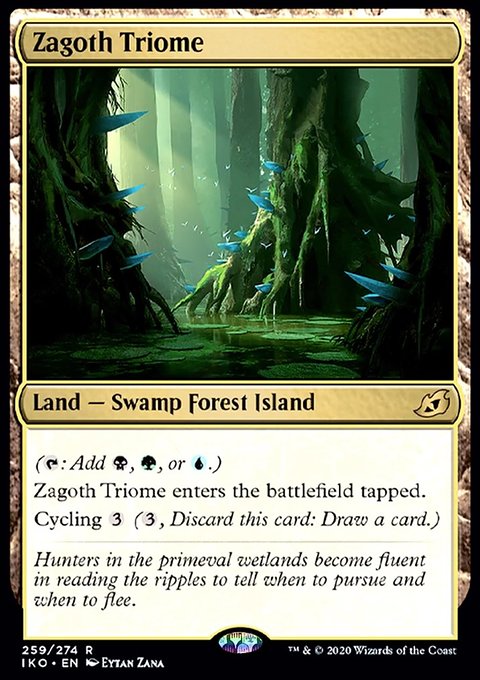 Zagoth Triome
Land — Swamp Forest Island
(: Add , , or .)
Zagoth Triome enters the battlefield tapped.
Cycling 3 (3, Discard this card: Draw a card.)
Hunters in the primeval wetlands become fluent
in reading the ripples to tell when to pursue and
when to flee.
259/274 R
IKO • EN Eytan Zana
™ & © 2020 Wizards of the Coast